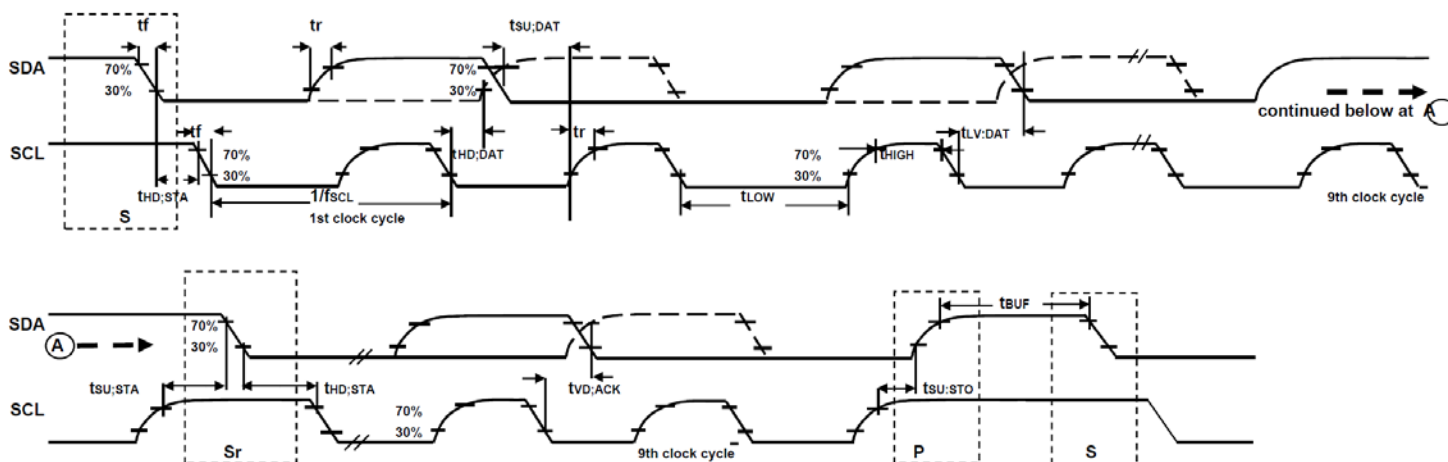 tf tr tSU;DAT
SDA 70% 70%
30% 30%
continued below at A
tf tHD;DAT tr tLV:DAT
SCL 70% 70% tHIGH
30% 30%
tHD;STA 1/fSCL tLOW
S 1st clock cycle 9th clock cycle
tBUF
SDA 70%
A 30%
tSU;STA tHD;STA tVD;ACK tSU:STO
SCL 70%
30%
Sr 9th clock cycle P S